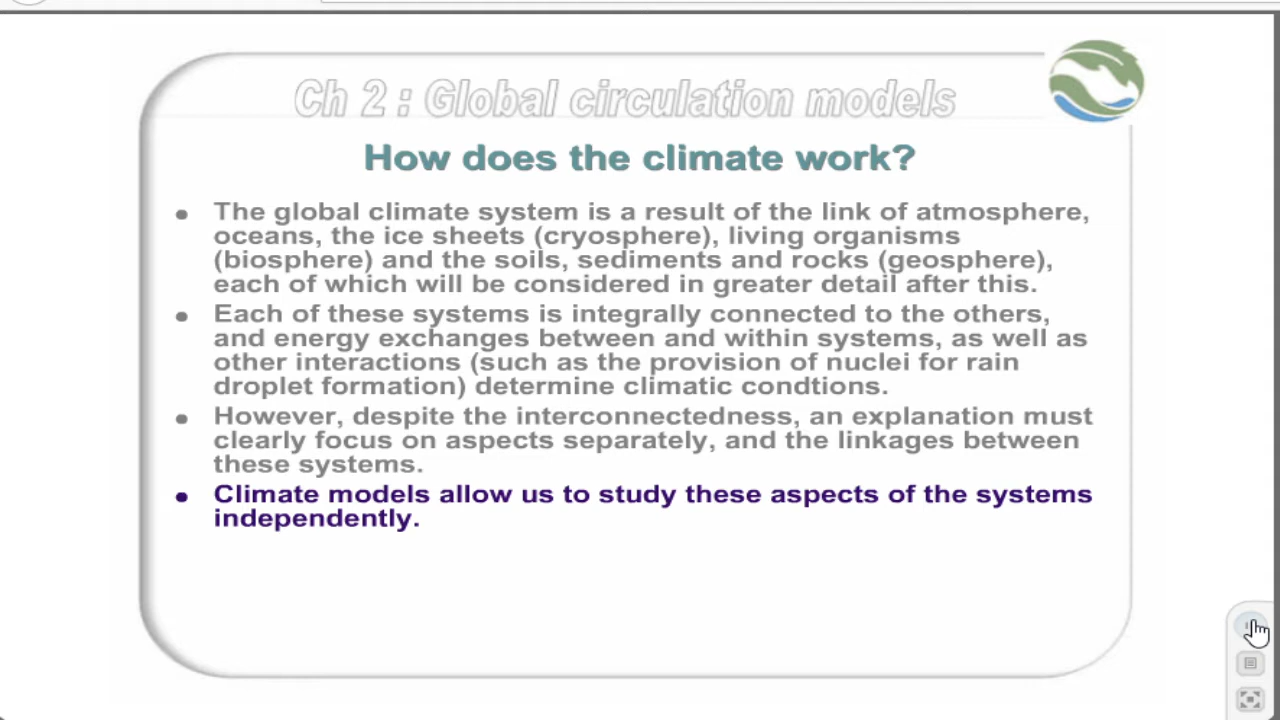 Ch 2 : Global circulation models
How does the climate work?
• The global climate system is a result of the link of atmosphere,
oceans, the ice sheets (cryosphere), living organisms
(biosphere) and the soils, sediments and rocks (geosphere),
each of which will be considered in greater detail after this.
• Each of these systems is integrally connected to the others,
and energy exchanges between and within systems, as well as
other interactions (such as the provision of nuclei for rain
droplet formation) determine climatic condtions.
• However, despite the interconnectedness, an explanation must
clearly focus on aspects separately, and the linkages between
these systems.
• Climate models allow us to study these aspects of the systems
independently.